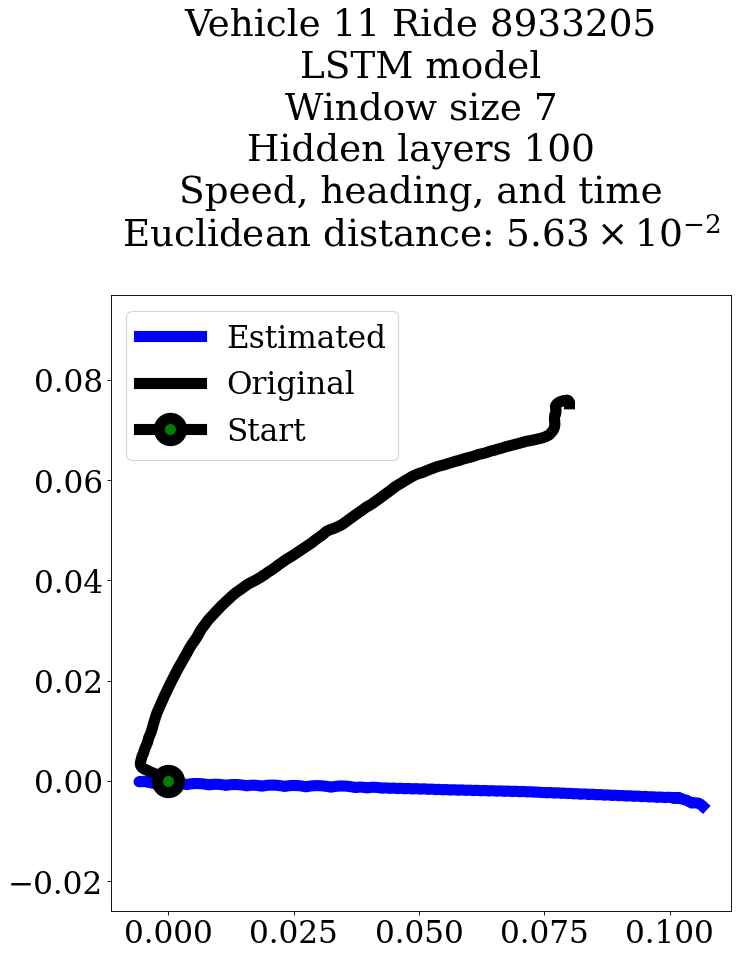 Vehicle 11 Ride 8933205
LSTM model
Window size 7
Hidden layers 100
Speed, heading, and time
Euclidean distance: 5.63 × 10⁻²
Estimated
Original
Start
0.08
0.06
0.04
0.02
0.00
−0.02
0.000 0.025 0.050 0.075 0.100